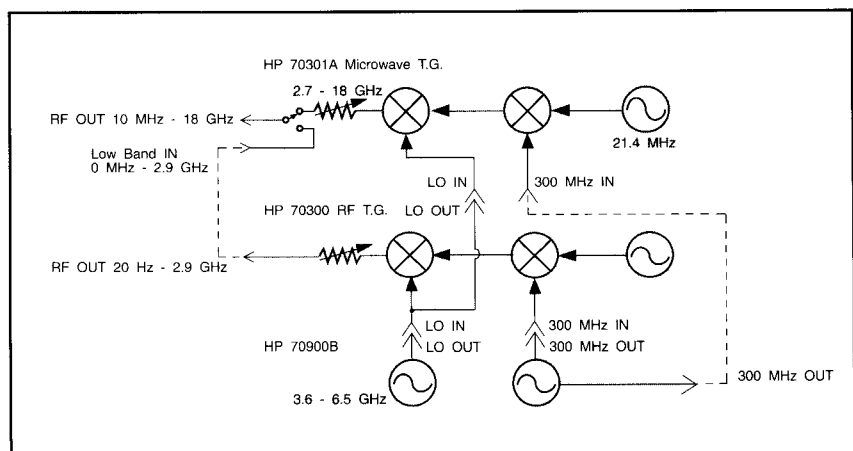 HP 70301A Microwave T.G.
2.7 - 18 GHz
RF OUT 10 MHz - 18 GHz
21.4 MHz
Low Band IN
0 MHz - 2.9 GHz
LO IN
300 MHz IN
HP 70300 RF T.G.
LO OUT
RF OUT 20 Hz - 2.9 GHz
LO IN
300 MHz IN
HP 70900B
LO OUT
300 MHz OUT
300 MHz OUT
3.6 - 6.5 GHz